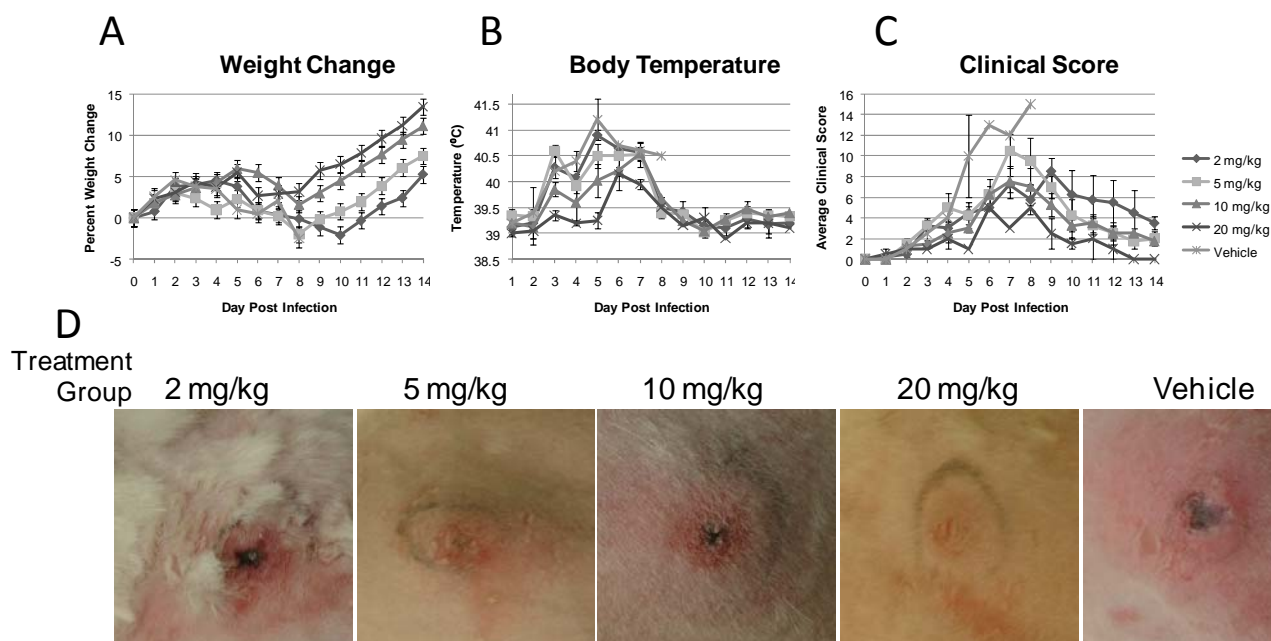 A
B
C
Weight Change
Body Temperature
Clinical Score
Percent Weight Change
15
10
5
0
-5
0 1 2 3 4 5 6 7 8 9 10 11 12 13 14
Day Post Infection
Temperature (ºC)
41.5
41
40.5
40
39.5
39
38.5
1 2 3 4 5 6 7 8 9 10 11 12 13 14
Day Post Infection
Average Clinical Score
16
14
12
10
8
6
4
2
0
0 1 2 3 4 5 6 7 8 9 10 11 12 13 14
Day Post Infection
2 mg/kg
5 mg/kg
10 mg/kg
20 mg/kg
Vehicle
D
Treatment
Group
2 mg/kg
5 mg/kg
10 mg/kg
20 mg/kg
Vehicle